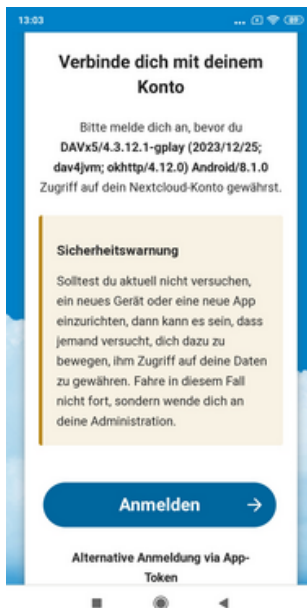 13:03
Verbinde dich mit deinem
Konto
Bitte melde dich an, bevor du
DAVx5/4.3.12.1-gplay (2023/12/25;
dav4jvm; okhttp/4.12.0) Android/8.1.0
Zugriff auf dein Nextcloud-Konto gewährst.
Sicherheitswarnung
Solltest du aktuell nicht versuchen,
ein neues Gerät oder eine neue App
einzurichten, dann kann es sein, dass
jemand versucht, dich dazu zu
bewegen, ihm Zugriff auf deine Daten
zu gewähren. Fahre in diesem Fall
nicht fort, sondern wende dich an
deine Administration.
Anmelden
Alternative Anmeldung via App-
Token